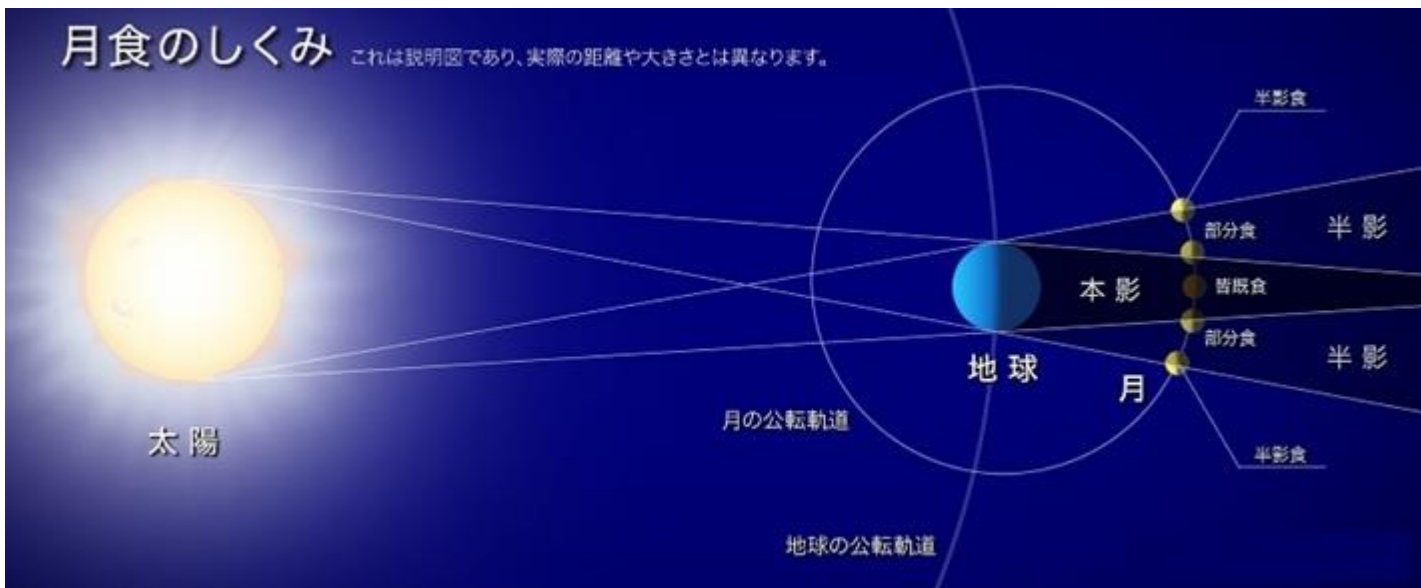 月食のしくみ これは説明図であり、実際の距離や大きさとは異なります。
半影食
部分食
半影
本影
皆既食
部分食
半影
地球
月
月の公転軌道
太陽
半影食
地球の公転軌道